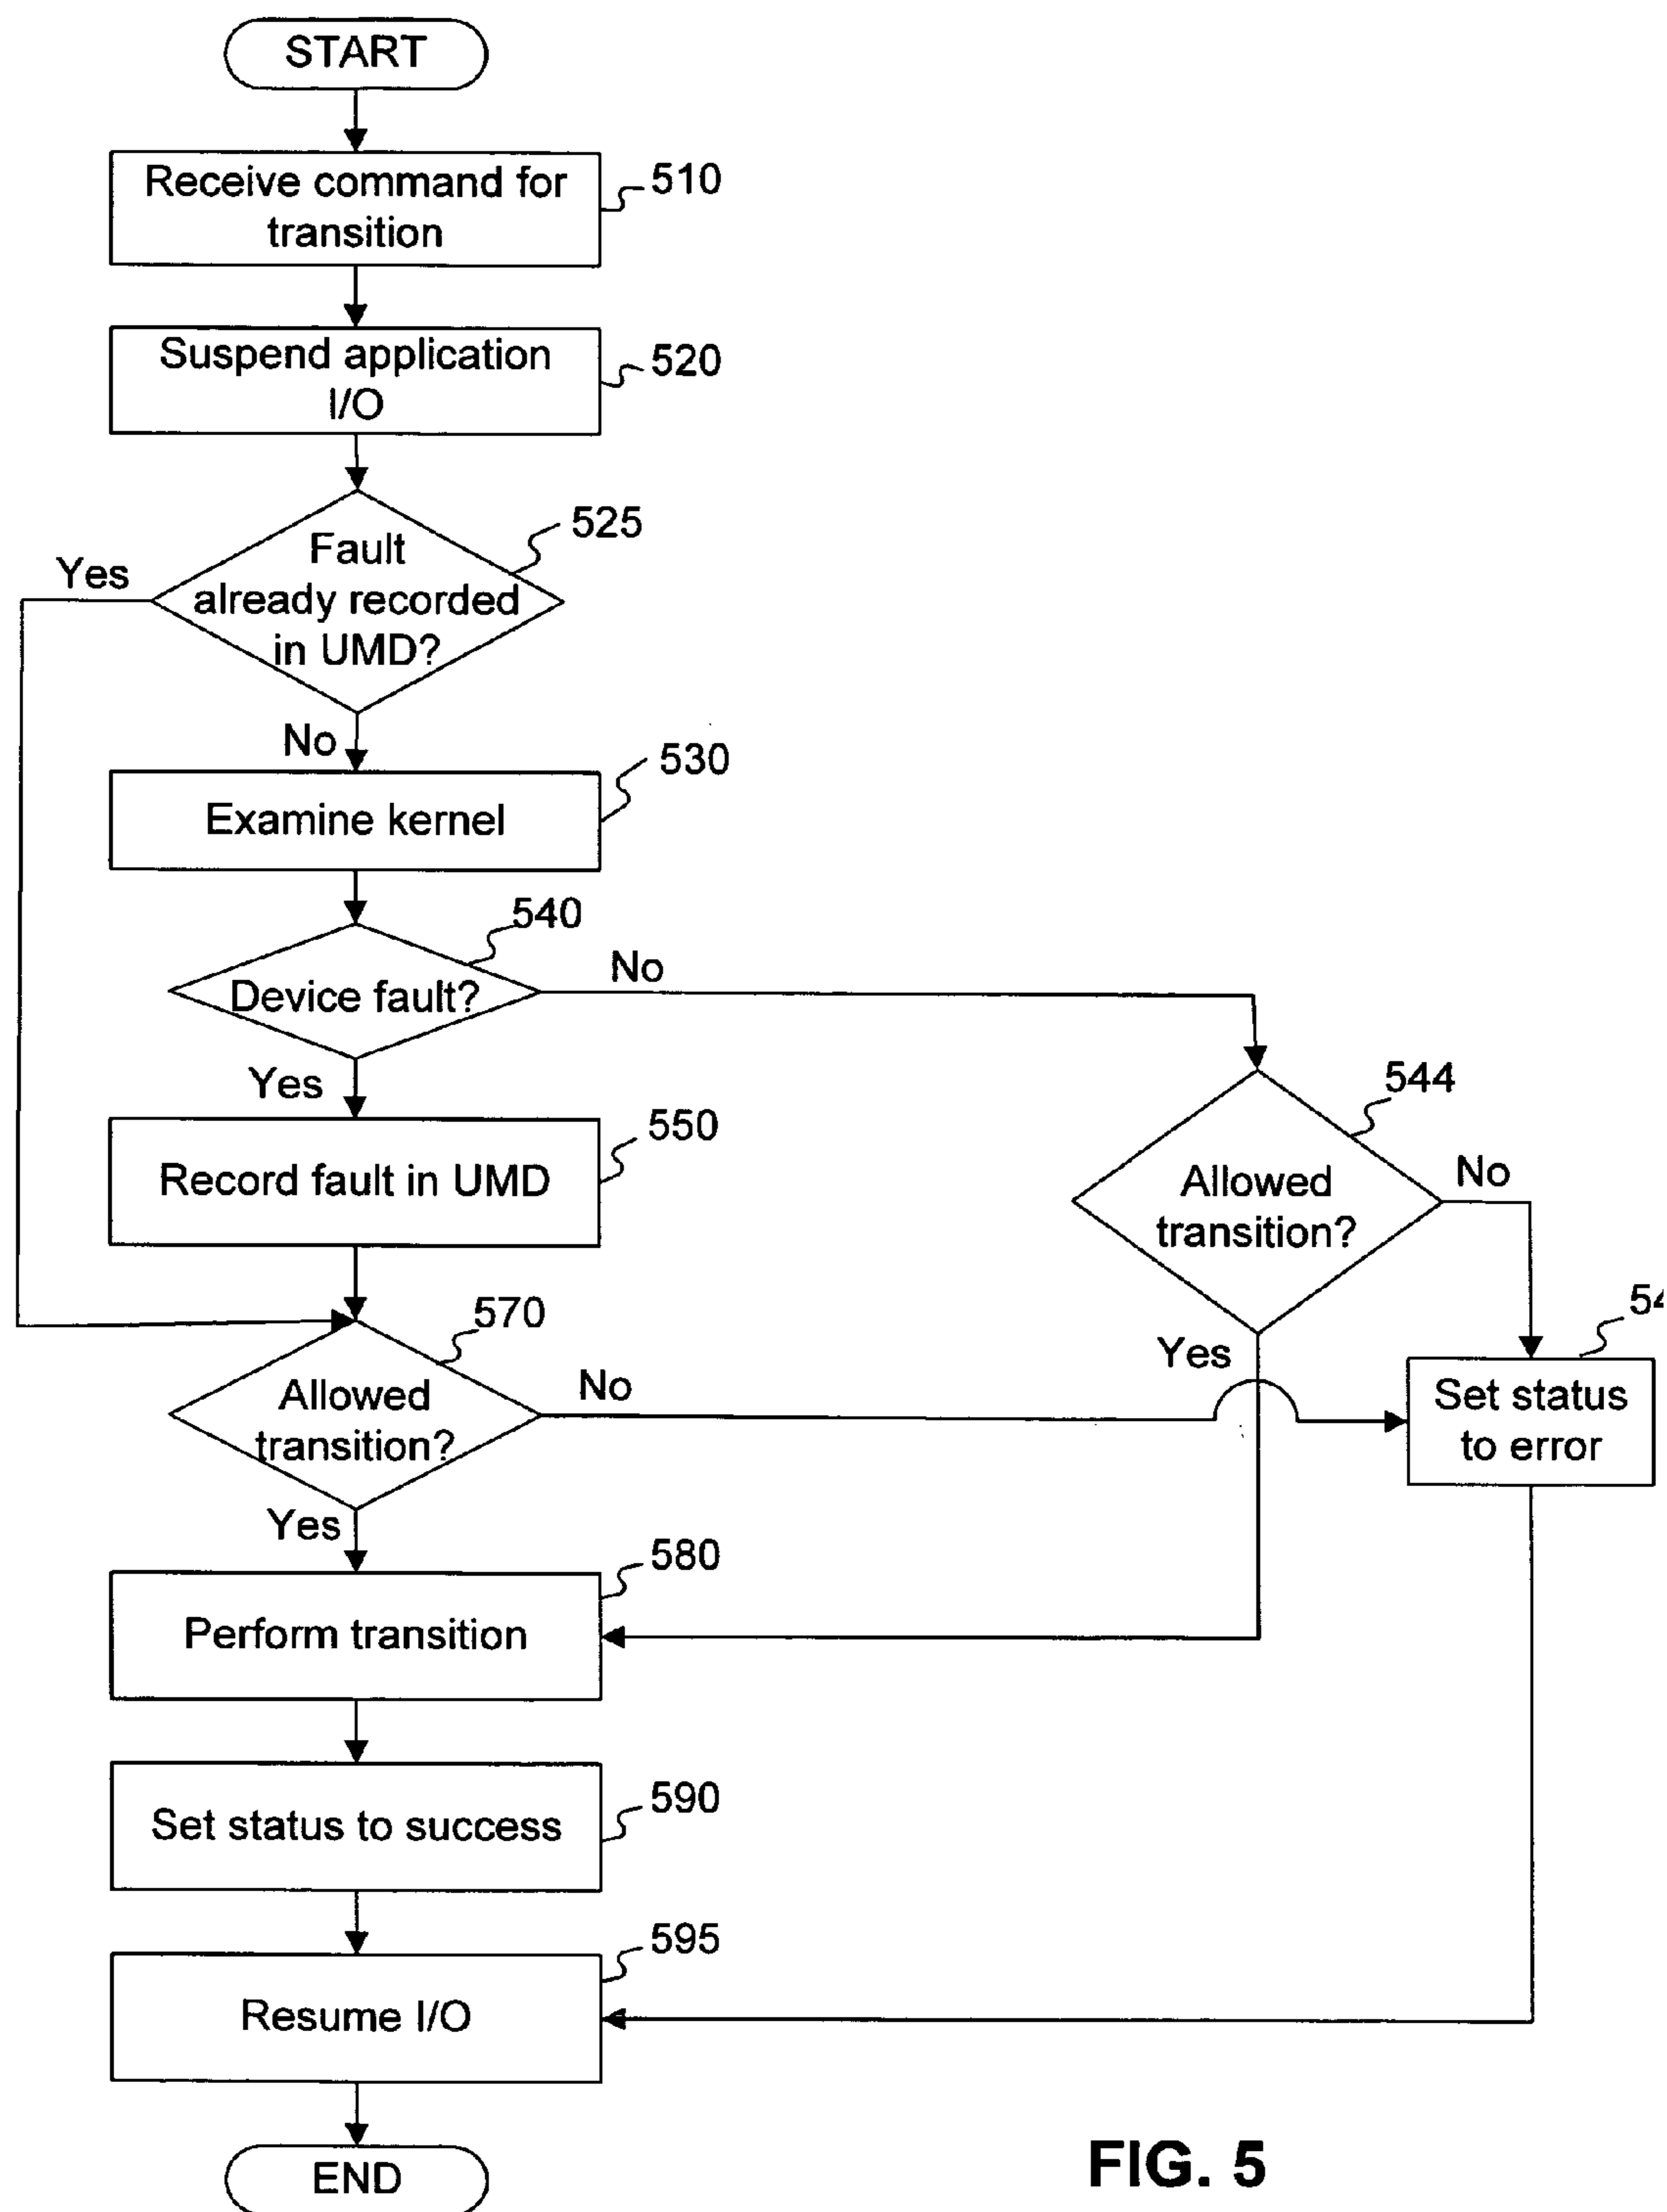 START
Receive command for
transition
510
Suspend application
I/O
520
Fault
already recorded
in UMD?
525
Yes
No
Examine kernel
530
Device fault?
540
No
Yes
Record fault in UMD
550
Allowed
transition?
544
No
Yes
Allowed
transition?
570
No
Yes
Set status
to error
Perform transition
580
Set status to success
590
Resume I/O
595
END
FIG. 5